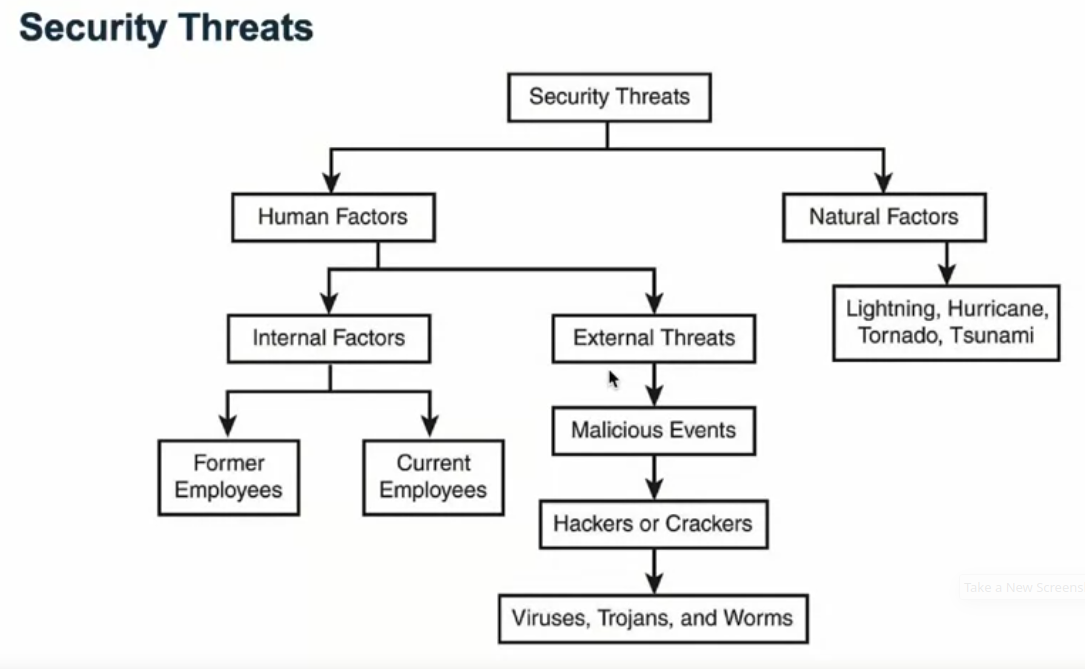 Security Threats
Security Threats
Human Factors
Natural Factors
Internal Factors
External Threats
Lightning, Hurricane,
Tornado, Tsunami
Former
Employees
Current
Employees
Malicious Events
Hackers or Crackers
Viruses, Trojans, and Worms
Take a New Screens